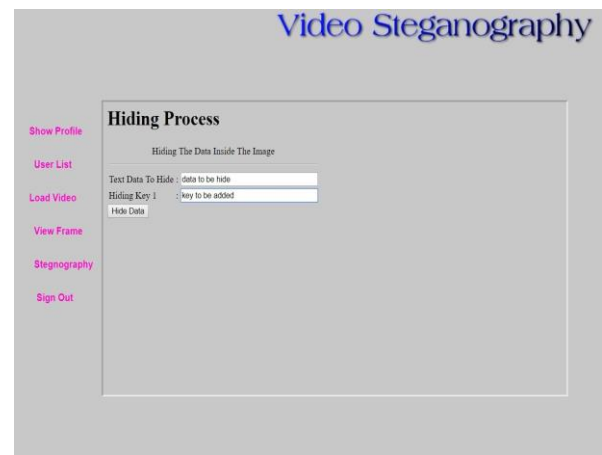 Video Steganography
Show Profile
User List
Load Video
View Frame
Stegnography
Sign Out
Hiding Process
Hiding The Data Inside The Image
Text Data To Hide : data to be hide
Hiding Key 1 : key to be added
Hide Data